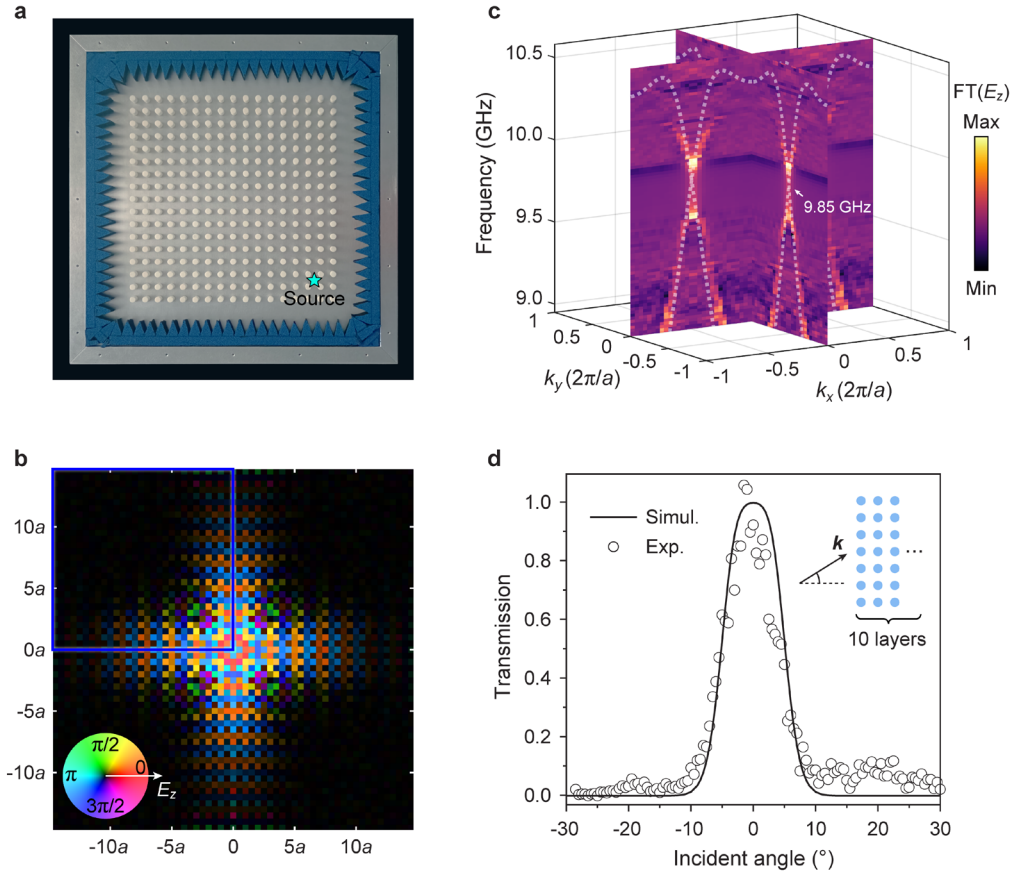 a
Source
b
10a
5a
0a
-5a
-10a
π/2
π
0
3π/2
E_z
-10a
-5a
0
5a
10a
c
10.5
10.0
9.5
9.0
Frequency (GHz)
1
0.5
0
-0.5
-1
k_y (2π/a)
-1
-0.5
0
0.5
1
k_x (2π/a)
9.85 GHz
FT(E_z)
Max
Min
d
1.0
0.8
0.6
0.4
0.2
0.0
Transmission
Simul.
Exp.
k
...
10 layers
-30
-20
-10
0
10
20
30
Incident angle (°)